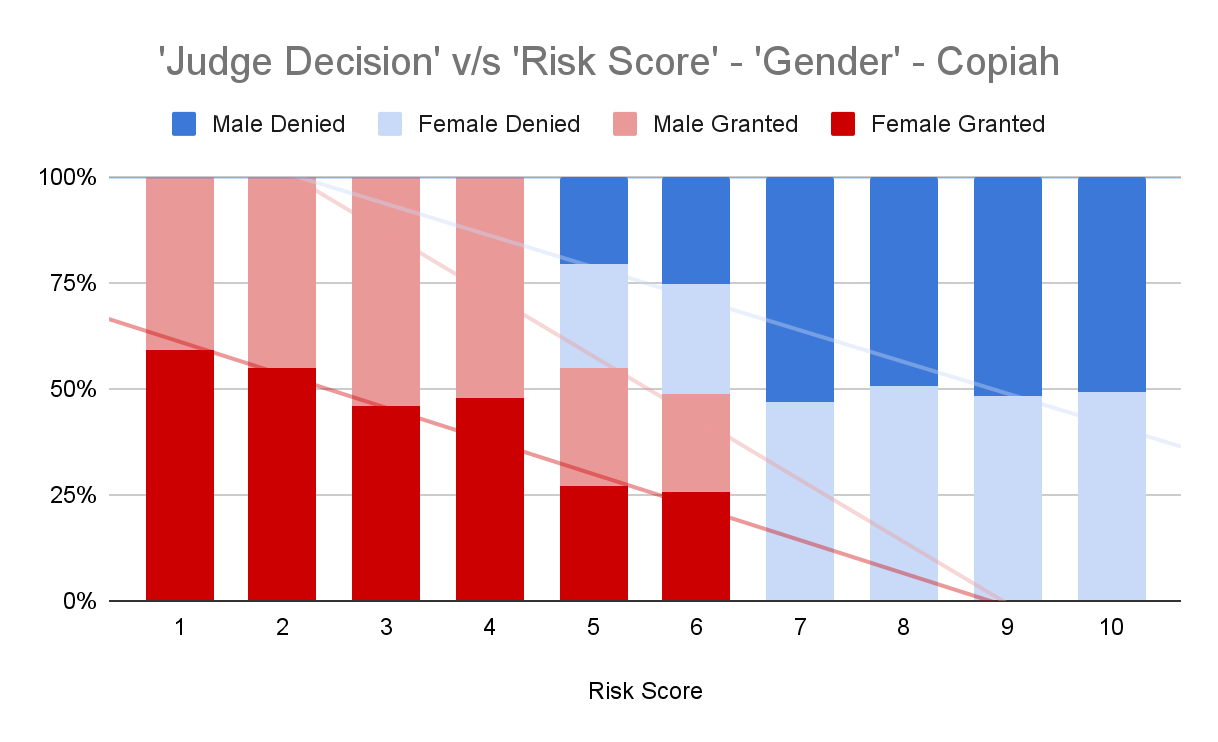 'Judge Decision' v/s 'Risk Score' - 'Gender' - Copiah
Male Denied Female Denied Male Granted Female Granted
100%
75%
50%
25%
0%
1 2 3 4 5 6 7 8 9 10
Risk Score